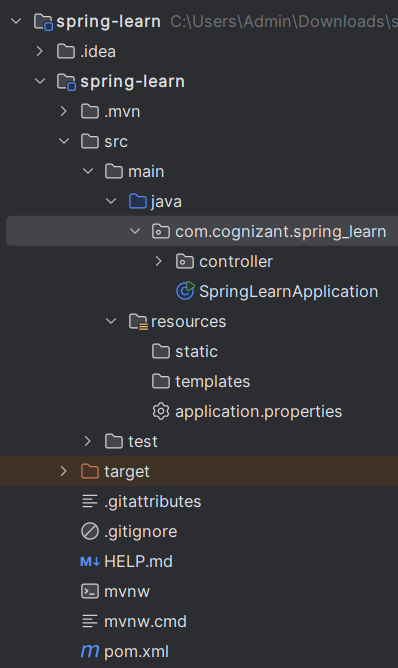 spring-learn C:\Users\Admin\Downloads\s
.idea
spring-learn
.mvn
src
main
java
com.cognizant.spring_learn
controller
SpringLearnApplication
resources
static
templates
application.properties
test
target
.gitattributes
.gitignore
M↓ HELP.md
mvnw
mvnw.cmd
m pom.xml